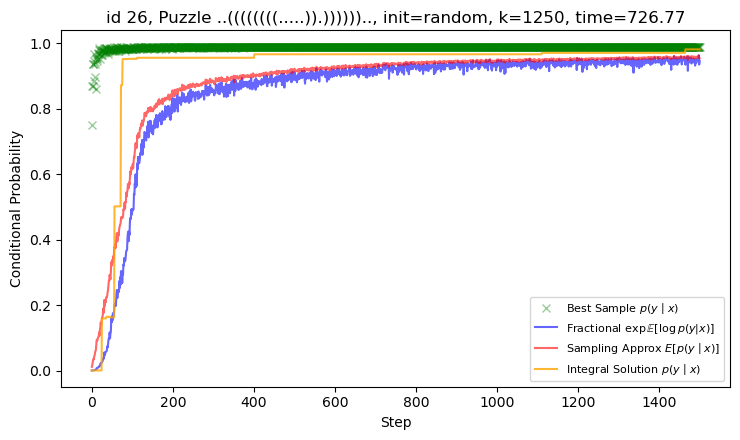 id 26, Puzzle ..((((((((.....)).)))))).., init=random, k=1250, time=726.77
Conditional Probability
1.0
0.8
0.6
0.4
0.2
0.0
Best Sample p(y | x)
Fractional exp𝔼[log p(y|x)]
Sampling Approx E[p(y | x)]
Integral Solution p(y | x)
0 200 400 600 800 1000 1200 1400
Step